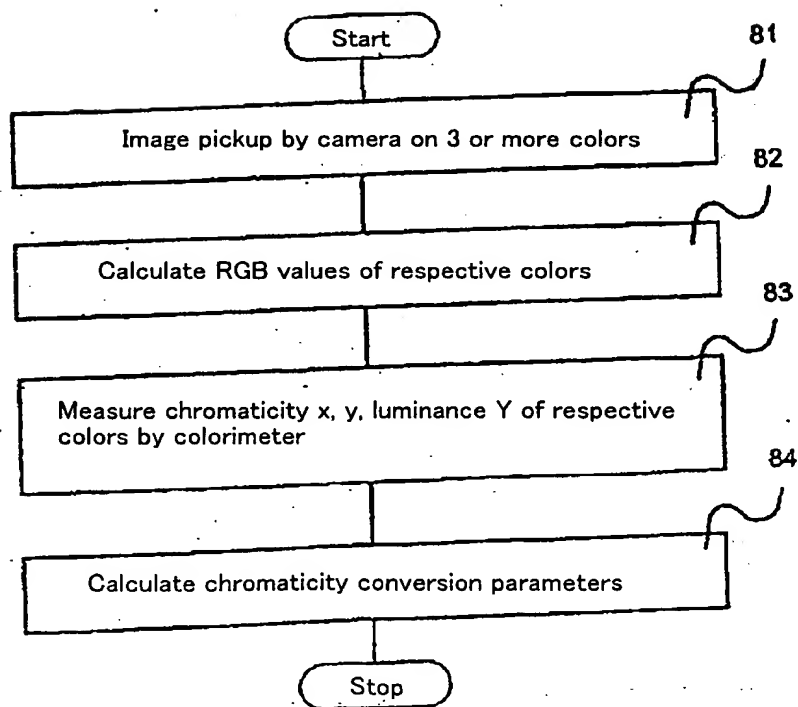 Start
81
Image pickup by camera on 3 or more colors
82
Calculate RGB values of respective colors
83
Measure chromaticity x, y, luminance Y of respective
colors by colorimeter
84
Calculate chromaticity conversion parameters
Stop